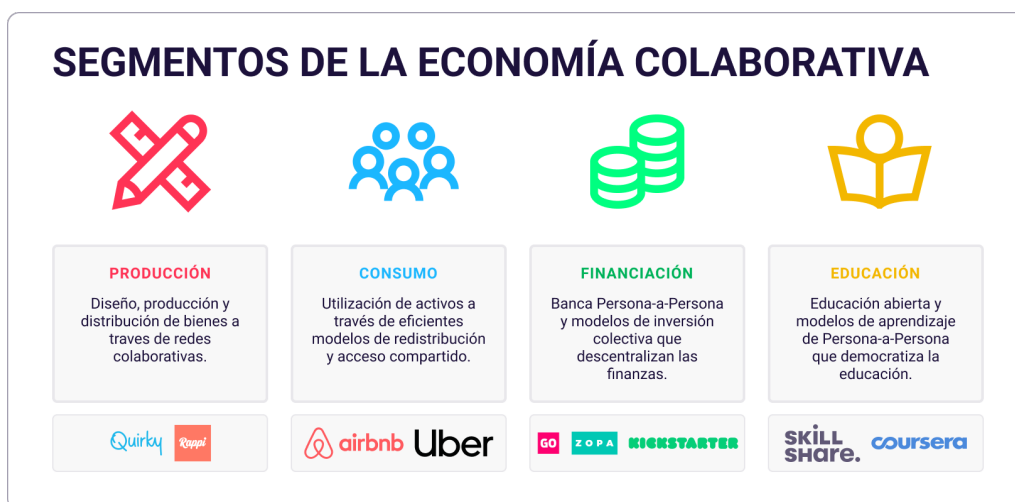 SEGMENTOS DE LA ECONOMÍA COLABORATIVA
PRODUCCIÓN
Diseño, producción y
distribución de bienes a
traves de redes
colaborativas.
CONSUMO
Utilización de activos a
través de eficientes
modelos de redistribución
y acceso compartido.
FINANCIACIÓN
Banca Persona-a-Persona
y modelos de inversión
colectiva que
descentralizan las
finanzas.
EDUCACIÓN
Educación abierta y
modelos de aprendizaje
de Persona-a-Persona
que democratiza la
educación.
Quirky Rappi
airbnb Uber
GO ZOPA KICKSTARTER
SKILL
SHare. coursera